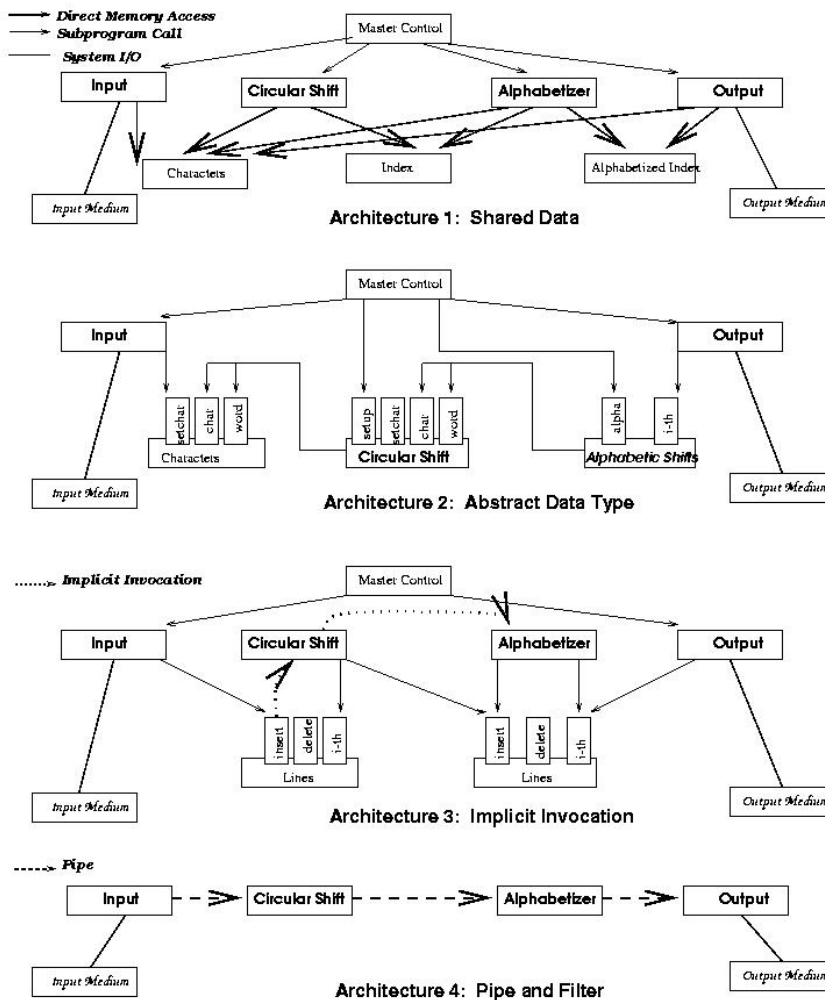 Direct Memory Access
Subprogram Call
System I/O
Master Control
Input
Circular Shift
Alphabetizer
Output
Characters
Index
Alphabetized Index
Input Medium
Output Medium
Architecture 1: Shared Data
Master Control
Input
Output
setchar
char
word
setup
setchar
char
word
alpha
i-th
Characters
Circular Shift
Alphabetic Shifts
Input Medium
Output Medium
Architecture 2: Abstract Data Type
Implicit Invocation
Master Control
Input
Circular Shift
Alphabetizer
Output
insert
delete
i-th
insert
delete
i-th
Lines
Lines
Input Medium
Output Medium
Architecture 3: Implicit Invocation
Pipe
Input
Circular Shift
Alphabetizer
Output
Input Medium
Output Medium
Architecture 4: Pipe and Filter